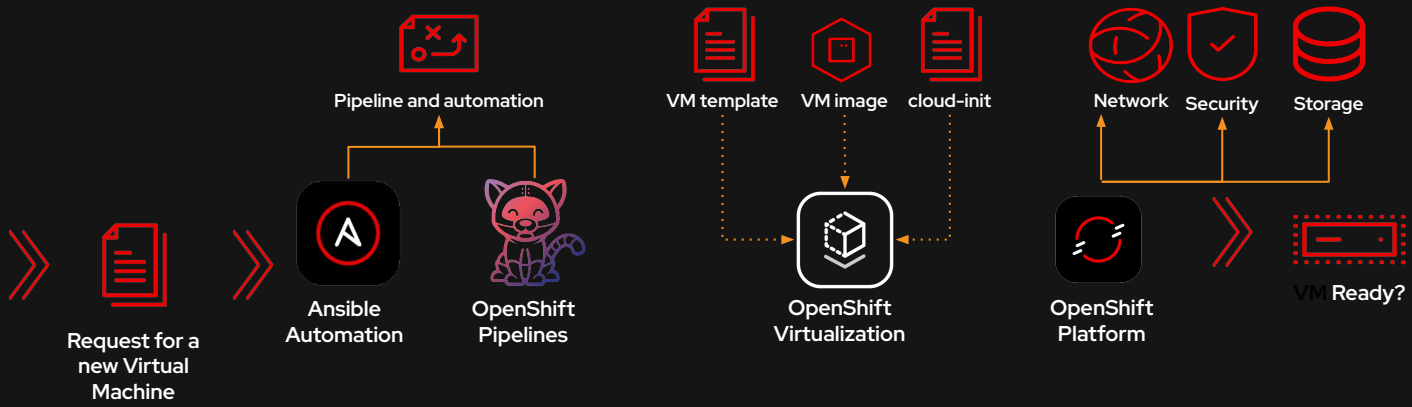 Pipeline and automation
VM template
VM image
cloud-init
Network
Security
Storage
Request for a
new Virtual
Machine
Ansible
Automation
OpenShift
Pipelines
OpenShift
Virtualization
OpenShift
Platform
VM Ready?